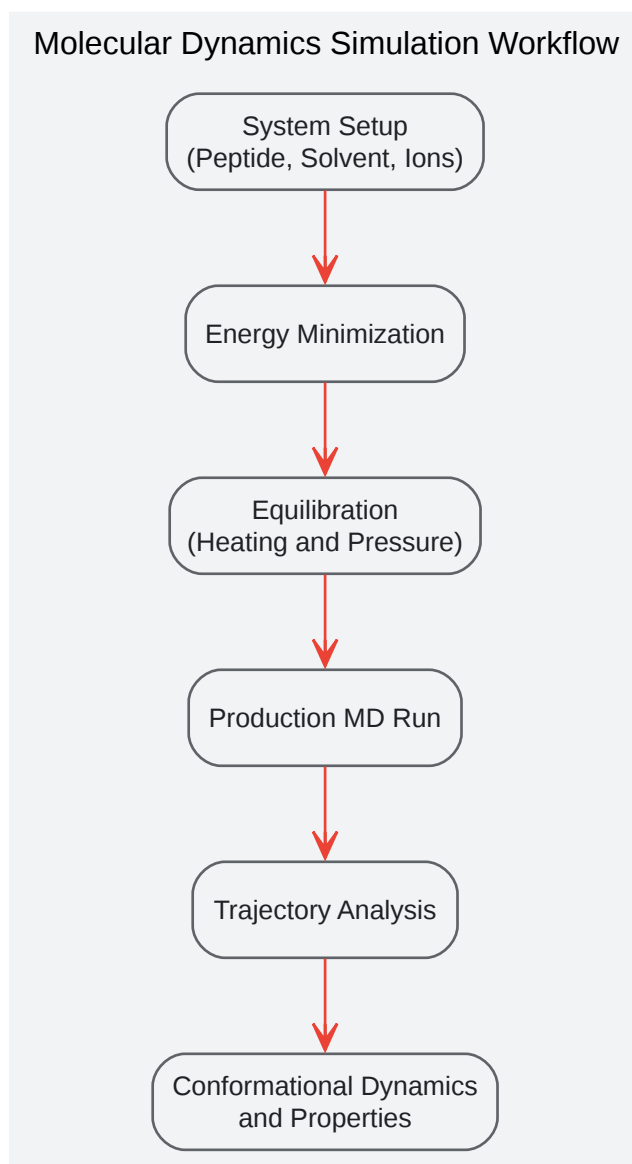 Molecular Dynamics Simulation Workflow
System Setup
(Peptide, Solvent, Ions)
Energy Minimization
Equilibration
(Heating and Pressure)
Production MD Run
Trajectory Analysis
Conformational Dynamics
and Properties